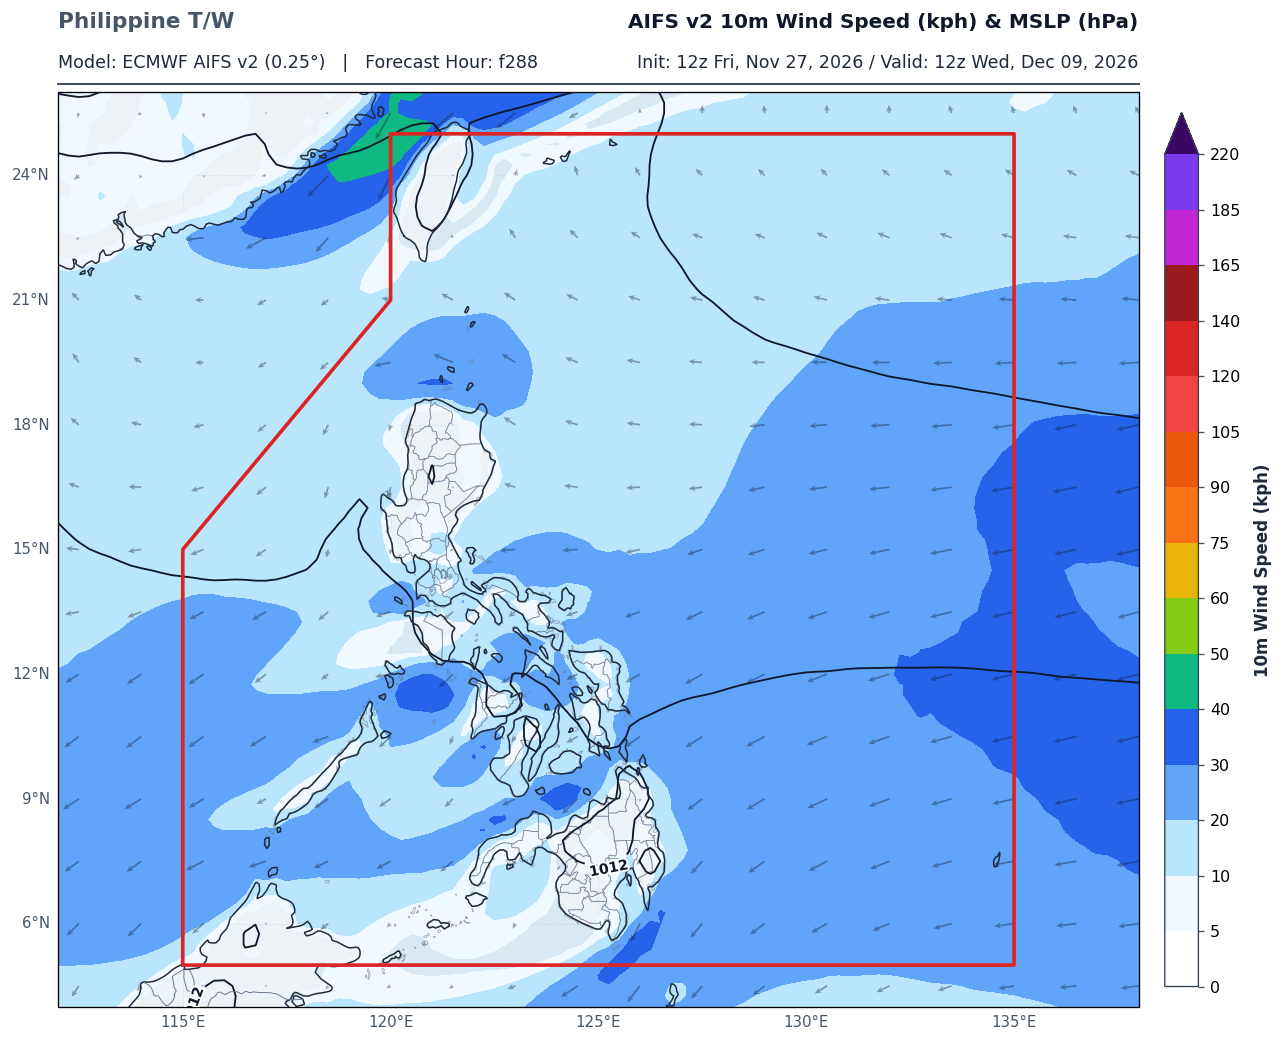 Philippine T/W
AIFS v2 10m Wind Speed (kph) & MSLP (hPa)
Model: ECMWF AIFS v2 (0.25°)   |   Forecast Hour: f288
Init: 12z Fri, Nov 27, 2026 / Valid: 12z Wed, Dec 09, 2026
24°N
21°N
18°N
15°N
12°N
9°N
6°N
115°E
120°E
125°E
130°E
135°E
1012
12
220
185
165
140
120
105
90
75
60
50
40
30
20
10
5
0
10m Wind Speed (kph)